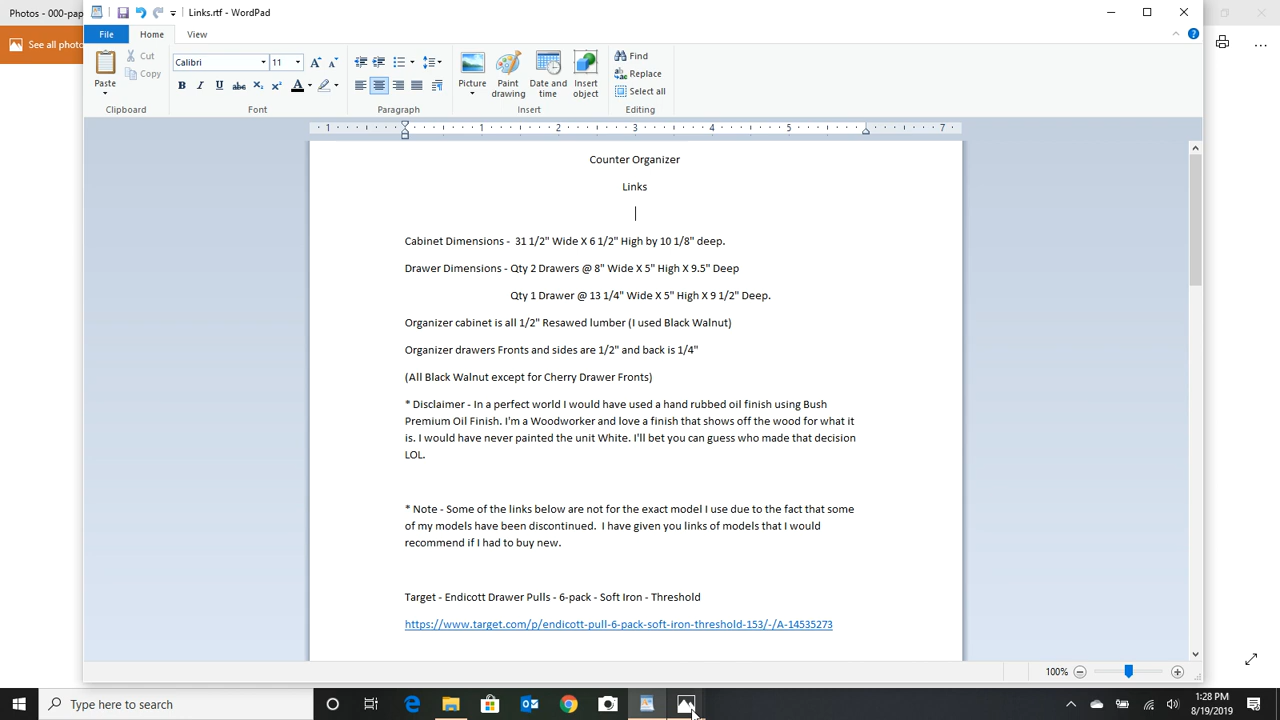 Photos - 000-pap
Links.rtf - WordPad
File
Home
View
See all photo
Paste
Cut
Copy
Clipboard
Calibri
11
Font
Paragraph
Picture
Paint drawing
Date and time
Insert object
Insert
Find
Replace
Select all
Editing
1 1 2 3 4 5 7
Counter Organizer
Links
Cabinet Dimensions - 31 1/2" Wide X 6 1/2" High by 10 1/8" deep.
Drawer Dimensions - Qty 2 Drawers @ 8" Wide X 5" High X 9.5" Deep
Qty 1 Drawer @ 13 1/4" Wide X 5" High X 9 1/2" Deep.
Organizer cabinet is all 1/2" Resawed lumber (I used Black Walnut)
Organizer drawers Fronts and sides are 1/2" and back is 1/4"
(All Black Walnut except for Cherry Drawer Fronts)
* Disclaimer - In a perfect world I would have used a hand rubbed oil finish using Bush
Premium Oil Finish. I'm a Woodworker and love a finish that shows off the wood for what it
is. I would have never painted the unit White. I'll bet you can guess who made that decision
LOL.
* Note - Some of the links below are not for the exact model I use due to the fact that some
of my models have been discontinued. I have given you links of models that I would
recommend if I had to buy new.
Target - Endicott Drawer Pulls - 6-pack - Soft Iron - Threshold
https://www.target.com/p/endicott-pull-6-pack-soft-iron-threshold-153/-/A-14535273
100%
Type here to search
1:28 PM
8/19/2019